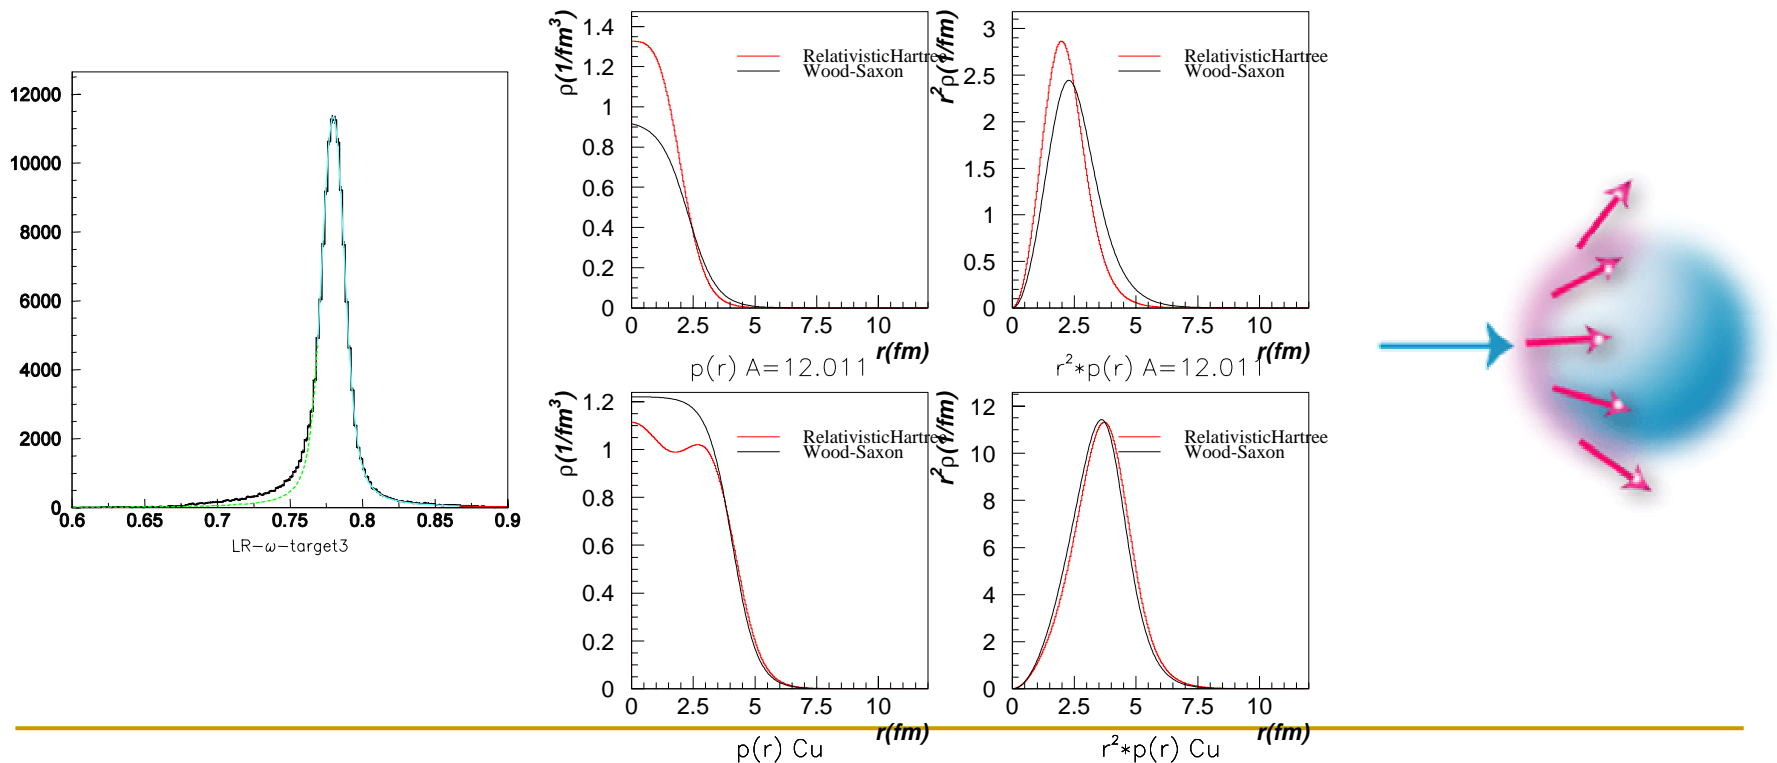 12000
10000
8000
6000
4000
2000
0
0.6 0.65 0.7 0.75 0.8 0.85 0.9
LR-ω-target3
ρ(1/fm³)
1.4
1.2
1
0.8
0.6
0.4
0.2
0
RelativisticHartree
Wood-Saxon
0 2.5 5 7.5 10
r(fm)
p(r) A=12.011
r²ρ(1/fm)
3
2.5
2
1.5
1
0.5
0
RelativisticHartree
Wood-Saxon
0 2.5 5 7.5 10
r(fm)
r²*p(r) A=12.011
ρ(1/fm³)
1.2
1
0.8
0.6
0.4
0.2
0
RelativisticHartree
Wood-Saxon
0 2.5 5 7.5 10
r(fm)
p(r) Cu
r²ρ(1/fm)
12
10
8
6
4
2
0
RelativisticHartree
Wood-Saxon
0 2.5 5 7.5 10
r(fm)
r²*p(r) Cu